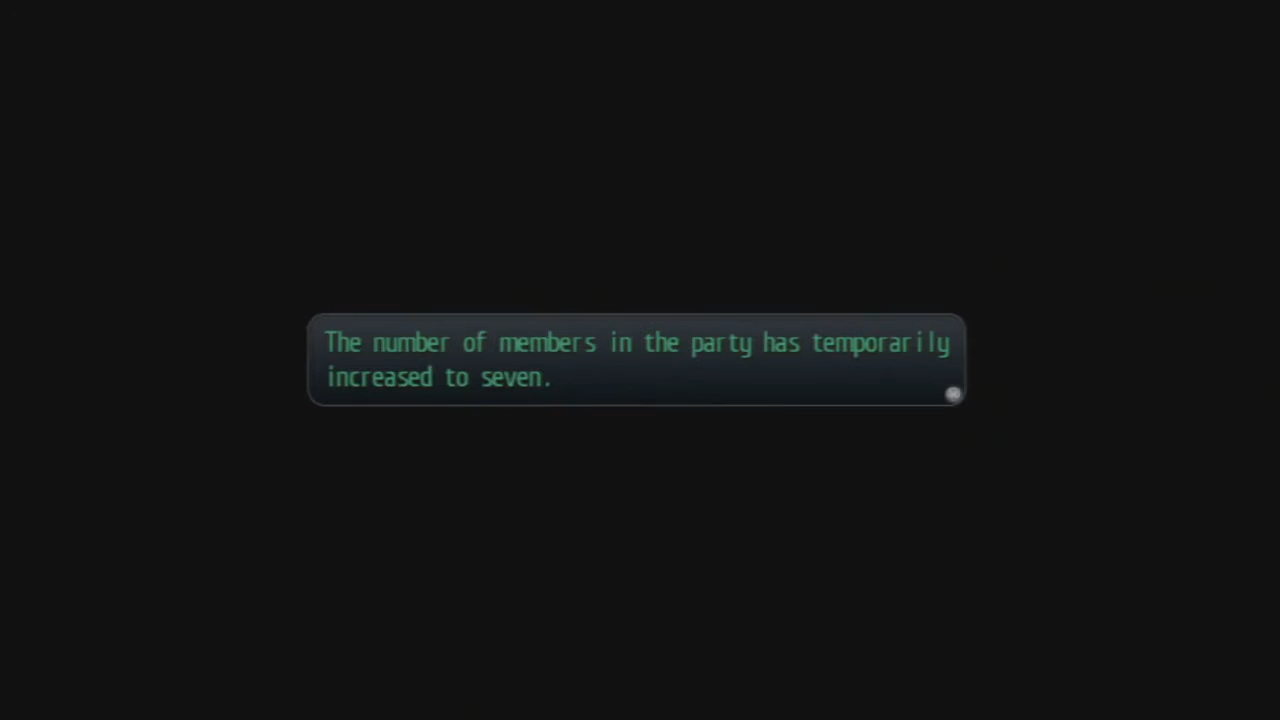 The number of members in the party has temporarily
increased to seven.